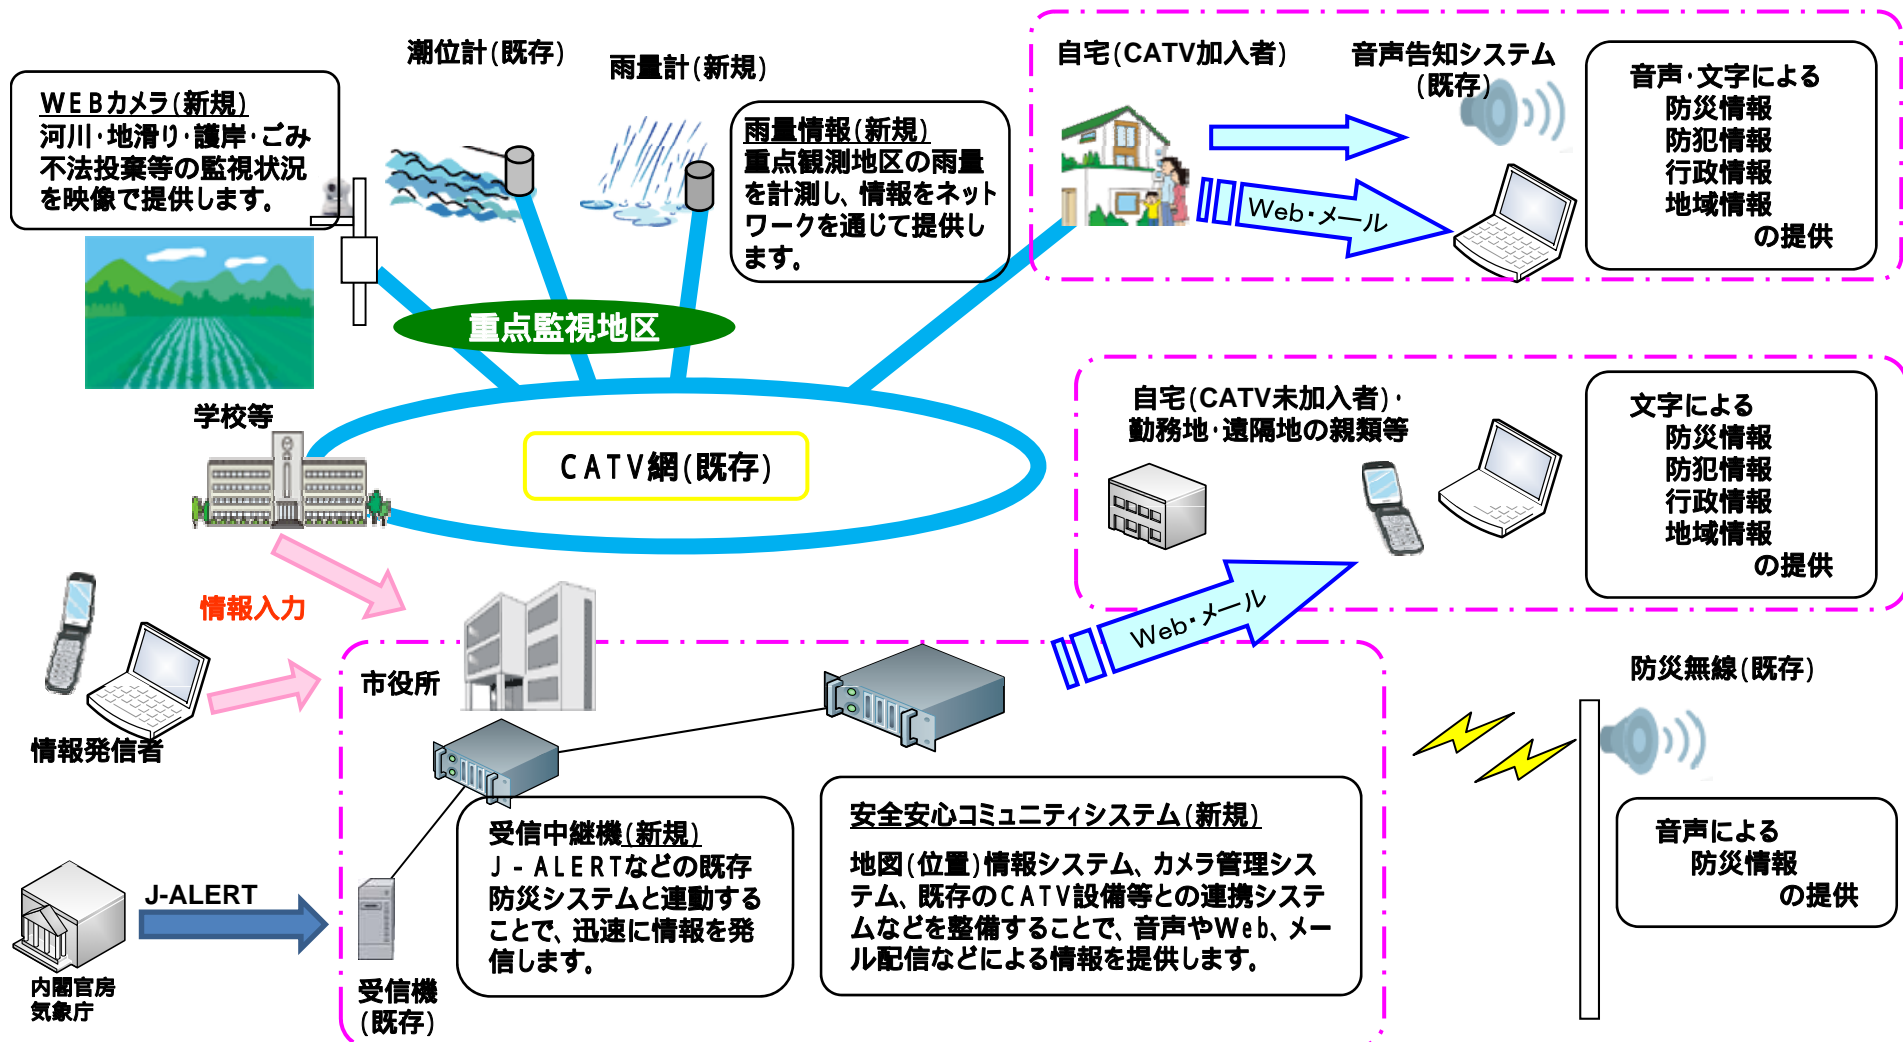 潮位計(既存)
雨量計(新規)
WEBカメラ(新規)
河川・地滑り・護岸・ごみ
不法投棄等の監視状況
を映像で提供します。
雨量情報(新規)
重点観測地区の雨量
を計測し、情報をネット
ワークを通じて提供し
ます。
重点監視地区
自宅(CATV加入者)
音声告知システム
(既存)
Web・メール
音声・文字による
防災情報
防犯情報
行政情報
地域情報
の提供
学校等
CATV網(既存)
自宅(CATV未加入者)・
勤務地・遠隔地の親類等
文字による
防災情報
防犯情報
行政情報
地域情報
の提供
情報入力
情報発信者
市役所
Web・メール
防災無線(既存)
音声による
防災情報
の提供
受信中継機(新規)
J-ALERTなどの既存
防災システムと連動する
ことで、迅速に情報を発
信します。
安全安心コミュニティシステム(新規)
地図(位置)情報システム、カメラ管理シス
テム、既存のCATV設備等との連携システ
ムなどを整備することで、音声やWeb、メー
ル配信などによる情報を提供します。
J-ALERT
内閣官房
気象庁
受信機
(既存)